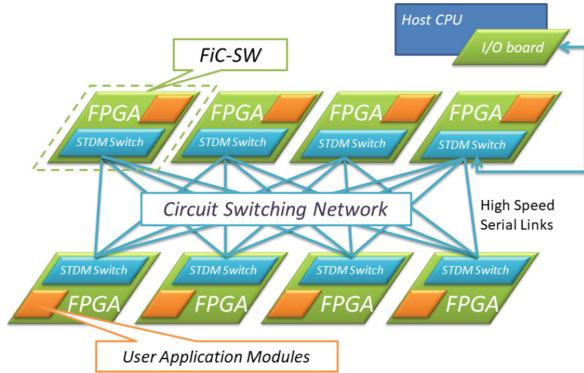 Host CPU
I/O board
FiC-SW
FPGA
FPGA
FPGA
FPGA
STDM Switch
STDM Switch
STDM Switch
STDM Switch
Circuit Switching Network
High Speed
Serial Links
STDM Switch
STDM Switch
STDM Switch
STDM Switch
FPGA
FPGA
FPGA
FPGA
User Application Modules